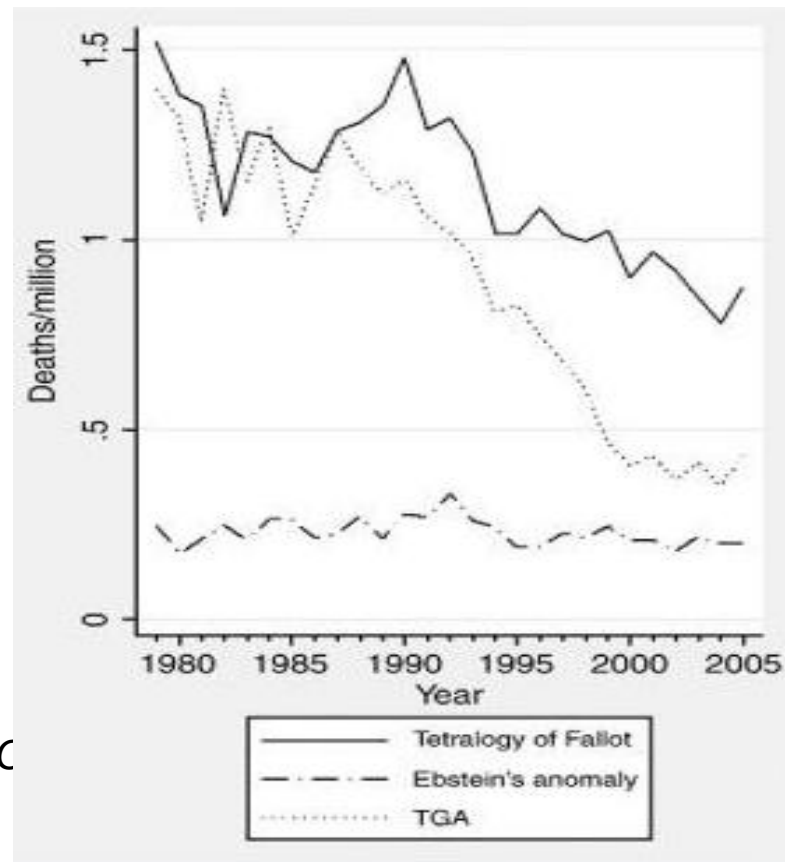 1.5
1
.5
0
Deaths/million
1980 1985 1990 1995 2000 2005
Year
Tetralogy of Fallot
Ebstein's anomaly
TGA